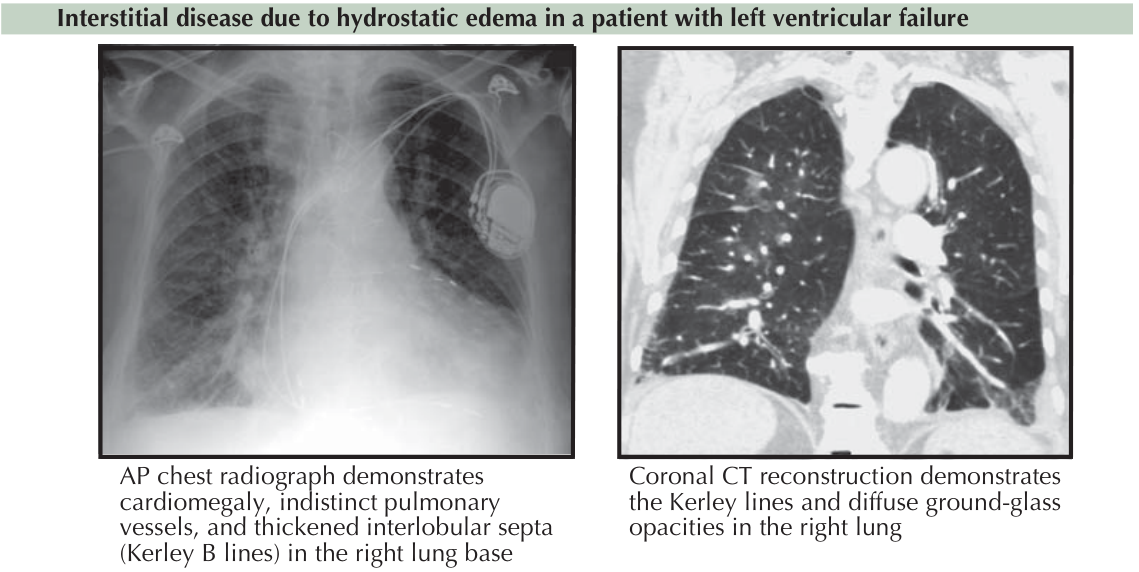 Interstitial disease due to hydrostatic edema in a patient with left ventricular failure
AP chest radiograph demonstrates
cardiomegaly, indistinct pulmonary
vessels, and thickened interlobular septa
(Kerley B lines) in the right lung base
Coronal CT reconstruction demonstrates
the Kerley lines and diffuse ground-glass
opacities in the right lung